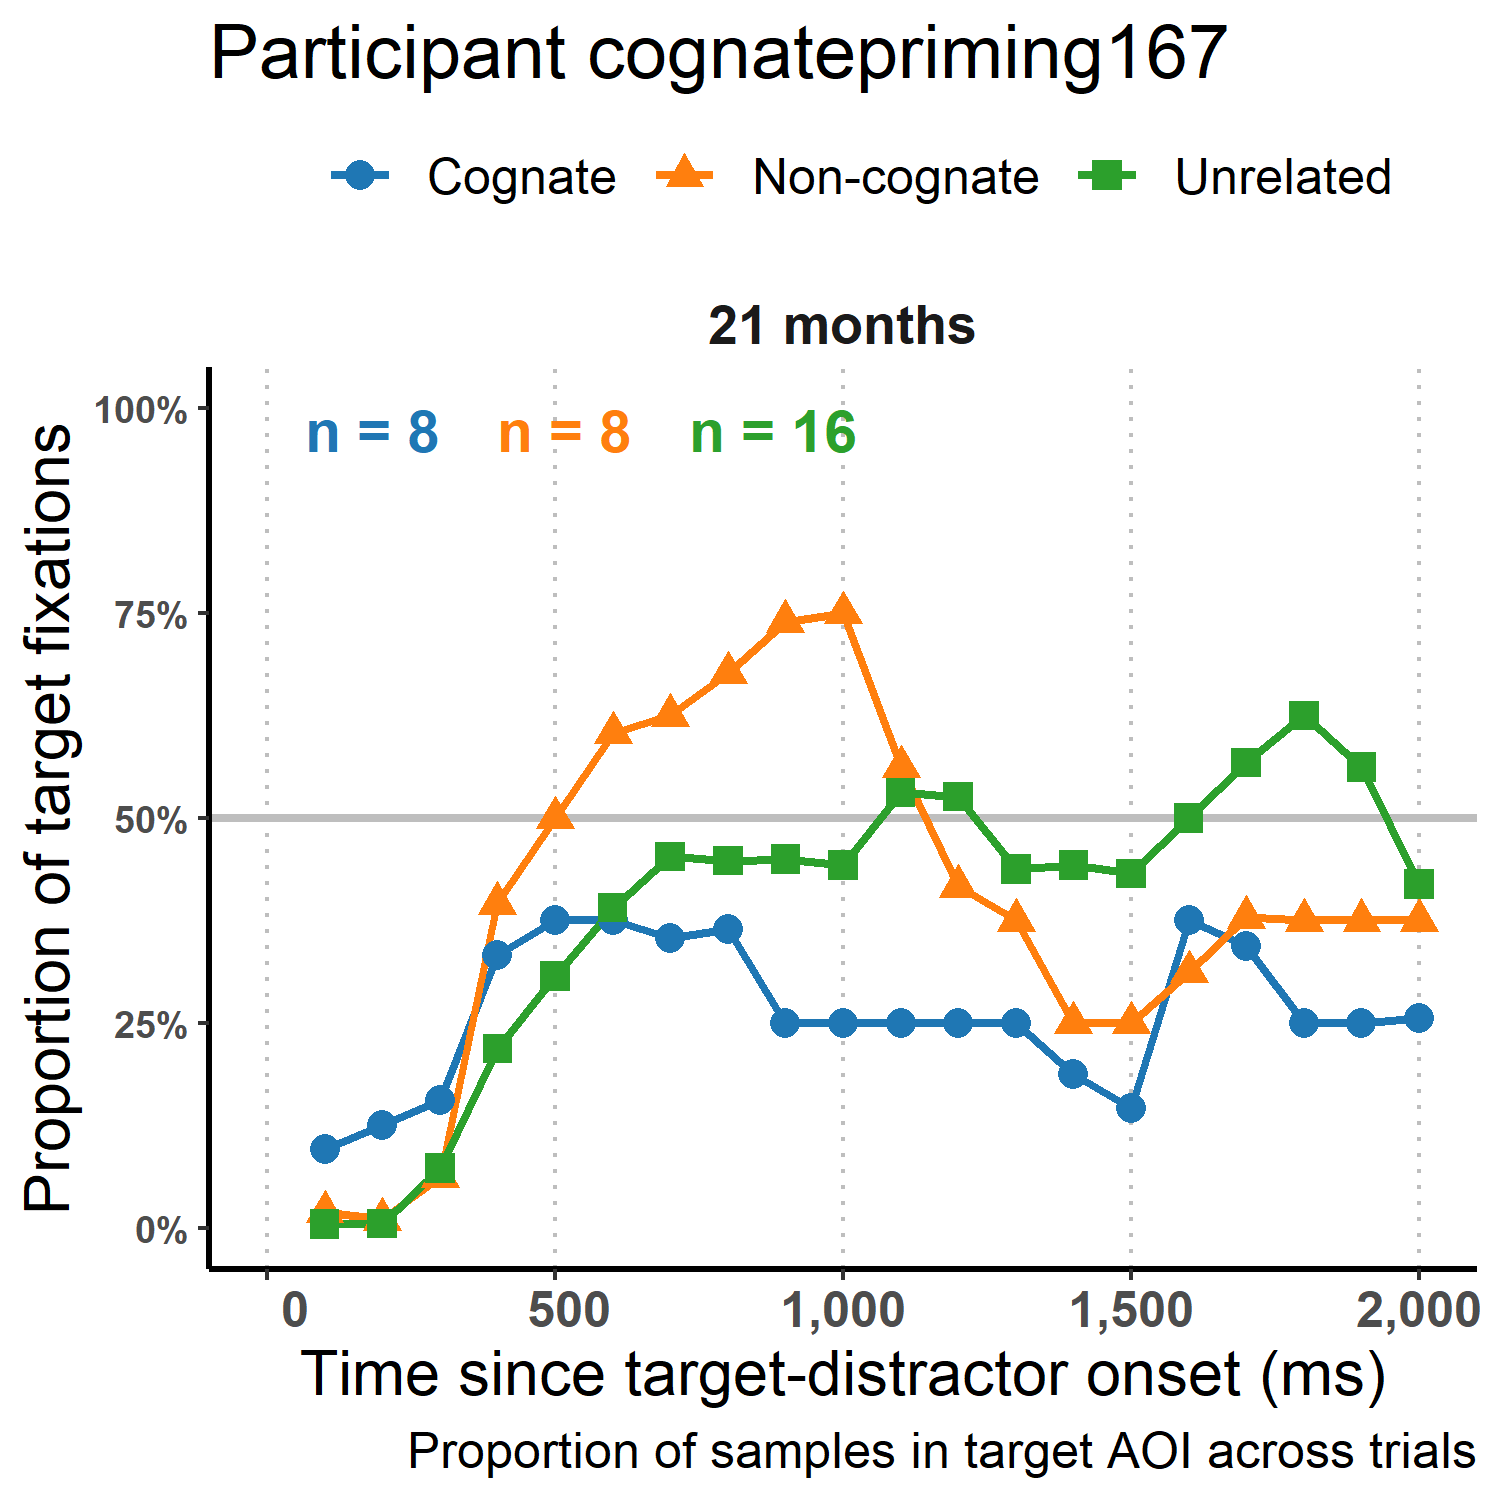 Participant cognatepriming167
Cognate Non-cognate Unrelated
21 months
n = 8 n = 8 n = 16
Proportion of target fixations
100%
75%
50%
25%
0%
0 500 1,000 1,500 2,000
Time since target-distractor onset (ms)
Proportion of samples in target AOI across trials